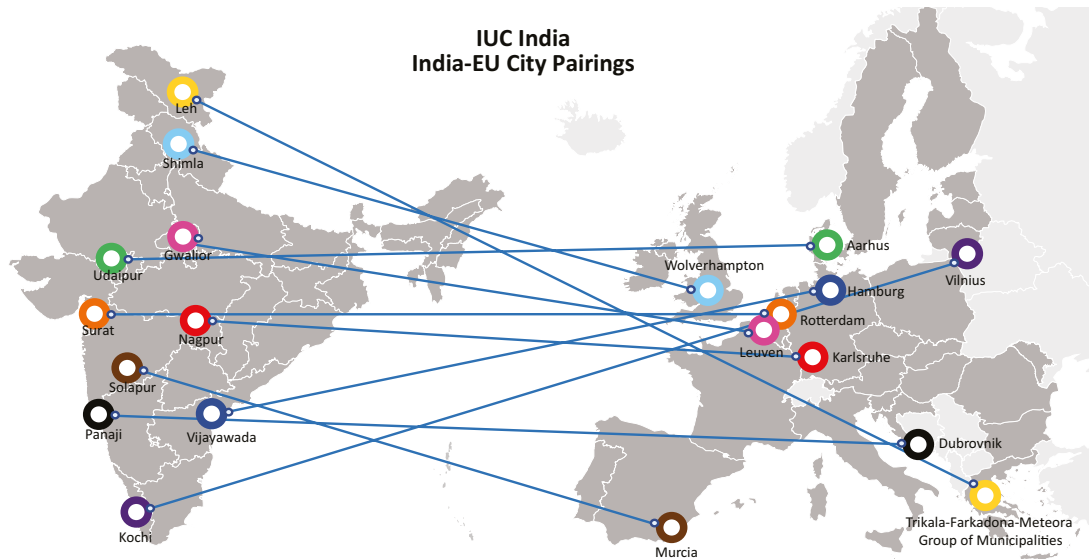 IUC India
India-EU City Pairings
Leh
Shimla
Gwalior
Udaipur
Surat
Nagpur
Solapur
Panaji
Vijayawada
Kochi
Aarhus
Wolverhampton
Vilnius
Hamburg
Rotterdam
Leuven
Karlsruhe
Dubrovnik
Trikala-Farkadona-Meteora
Group of Municipalities
Murcia